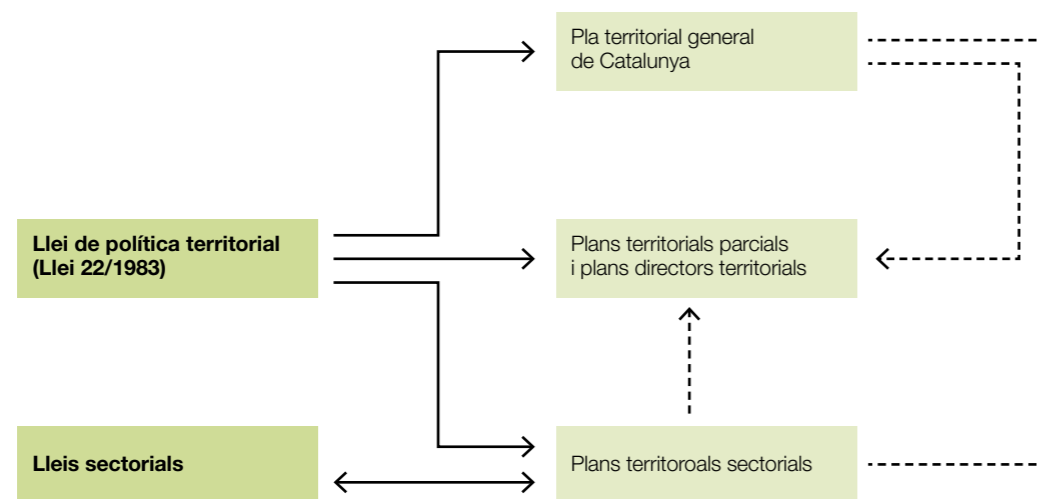 Pla territorial general
de Catalunya
Llei de política territorial
(Llei 22/1983)
Plans territorials parcials
i plans directors territorials
Lleis sectorials
Plans territoroals sectorials